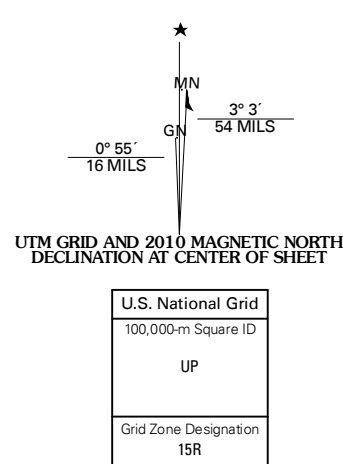 MN
GN
3° 3´
54 MILS
0° 55´
16 MILS
UTM GRID AND 2010 MAGNETIC NORTH
DECLINATION AT CENTER OF SHEET
U.S. National Grid
100,000-m Square ID
UP
Grid Zone Designation
15R